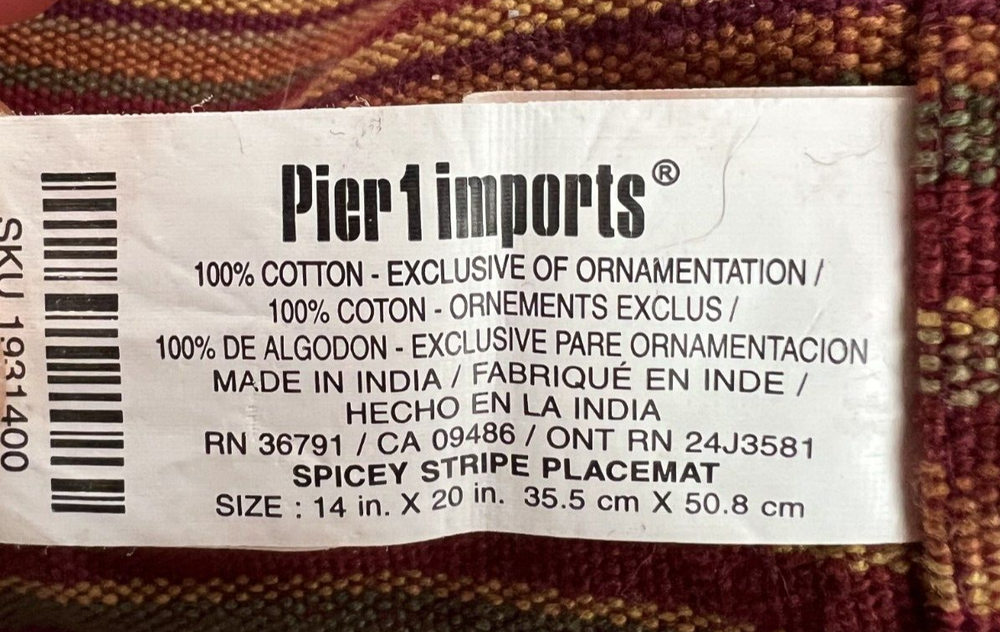 Pier 1 imports®
100% COTTON - EXCLUSIVE OF ORNAMENTATION /
100% COTON - ORNEMENTS EXCLUS /
100% DE ALGODON - EXCLUSIVE PARE ORNAMENTACION
MADE IN INDIA / FABRIQUÉ EN INDE /
HECHO EN LA INDIA
RN 36791 / CA 09486 / ONT RN 24J3581
SPICEY STRIPE PLACEMAT
SIZE : 14 in. X 20 in. 35.5 cm X 50.8 cm
SKU 1931400